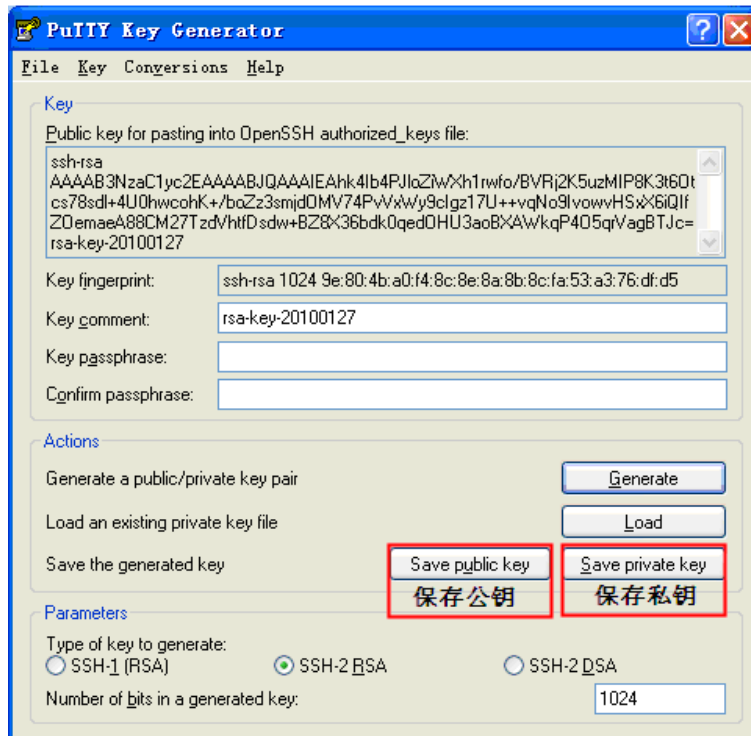 PuTTY Key Generator
File Key Conversions Help
Key
Public key for pasting into OpenSSH authorized_keys file:
ssh-rsa
AAAAB3NzaC1yc2EAAAABJQAAAIEAhk4Ib4PJIoZiWXh1rwfo/BVRj2K5uzMIP8K3t6Ot
cs78sdI+4U0hwcohK+/boZz3smjdOMV74PvVxWy9cIgz17U++vqNo9IvowvHSxX6iQIf
ZOemaeA88CM27TzdVhtfDsdw+BZ8X36bdk0qedOHU3aoBXAWkqP4O5qrVagBTJc=
rsa-key-20100127
Key fingerprint: ssh-rsa 1024 9e:80:4b:a0:f4:8c:8e:8a:8b:8c:fa:53:a3:76:df:d5
Key comment: rsa-key-20100127
Key passphrase:
Confirm passphrase:
Actions
Generate a public/private key pair Generate
Load an existing private key file Load
Save the generated key Save public key Save private key
保存公钥 保存私钥
Parameters
Type of key to generate:
SSH-1 (RSA) SSH-2 RSA SSH-2 DSA
Number of bits in a generated key: 1024